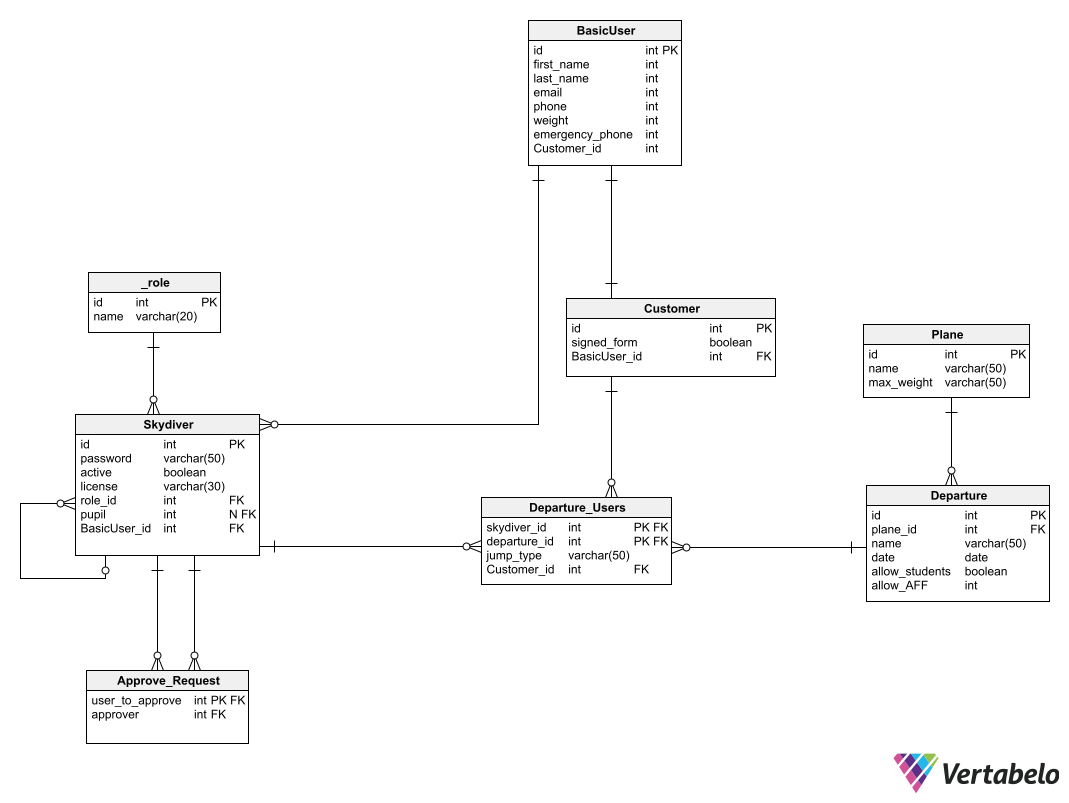 BasicUser
id int PK
first_name int
last_name int
email int
phone int
weight int
emergency_phone int
Customer_id int
_role
id int PK
name varchar(20)
Customer
id int PK
signed_form boolean
BasicUser_id int FK
Plane
id int PK
name varchar(50)
max_weight varchar(50)
Skydiver
id int PK
password varchar(50)
active boolean
license varchar(30)
role_id int FK
pupil int N FK
BasicUser_id int FK
Departure_Users
skydiver_id int PK FK
departure_id int PK FK
jump_type varchar(50)
Customer_id int FK
Departure
id int PK
plane_id int FK
name varchar(50)
date date
allow_students boolean
allow_AFF int
Approve_Request
user_to_approve int PK FK
approver int FK
Vertabelo